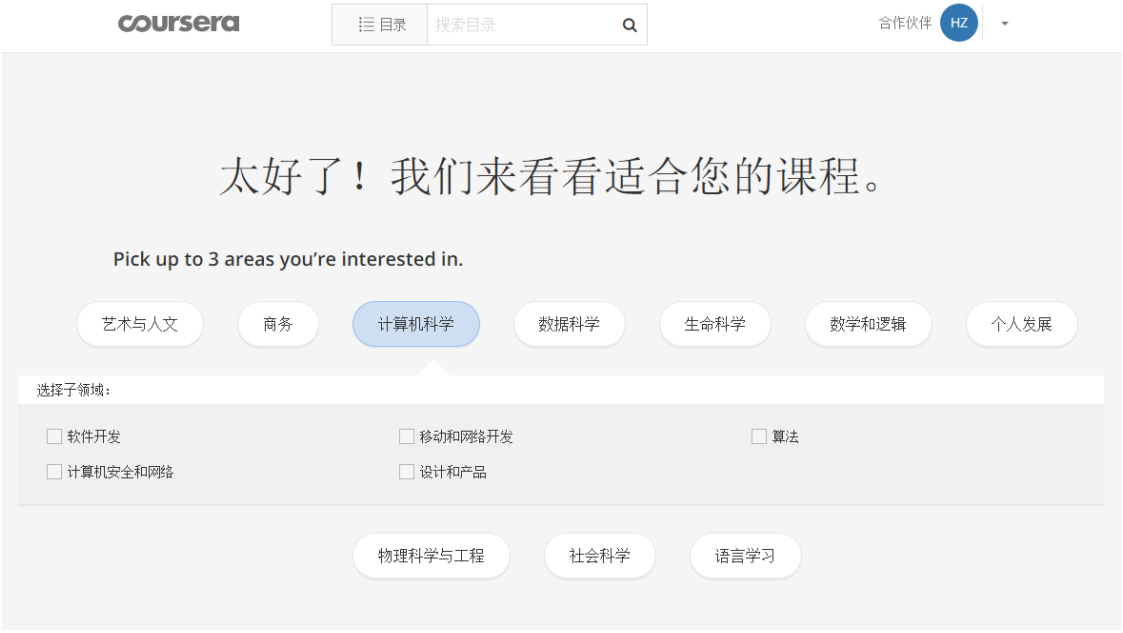 coursera 目录 搜索目录 合作伙伴 HZ
太好了！我们来看看适合您的课程。
Pick up to 3 areas you're interested in.
艺术与人文 商务 计算机科学 数据科学 生命科学 数学和逻辑 个人发展
选择子领域：
软件开发 移动和网络开发 算法
计算机安全和网络 设计和产品
物理科学与工程 社会科学 语言学习